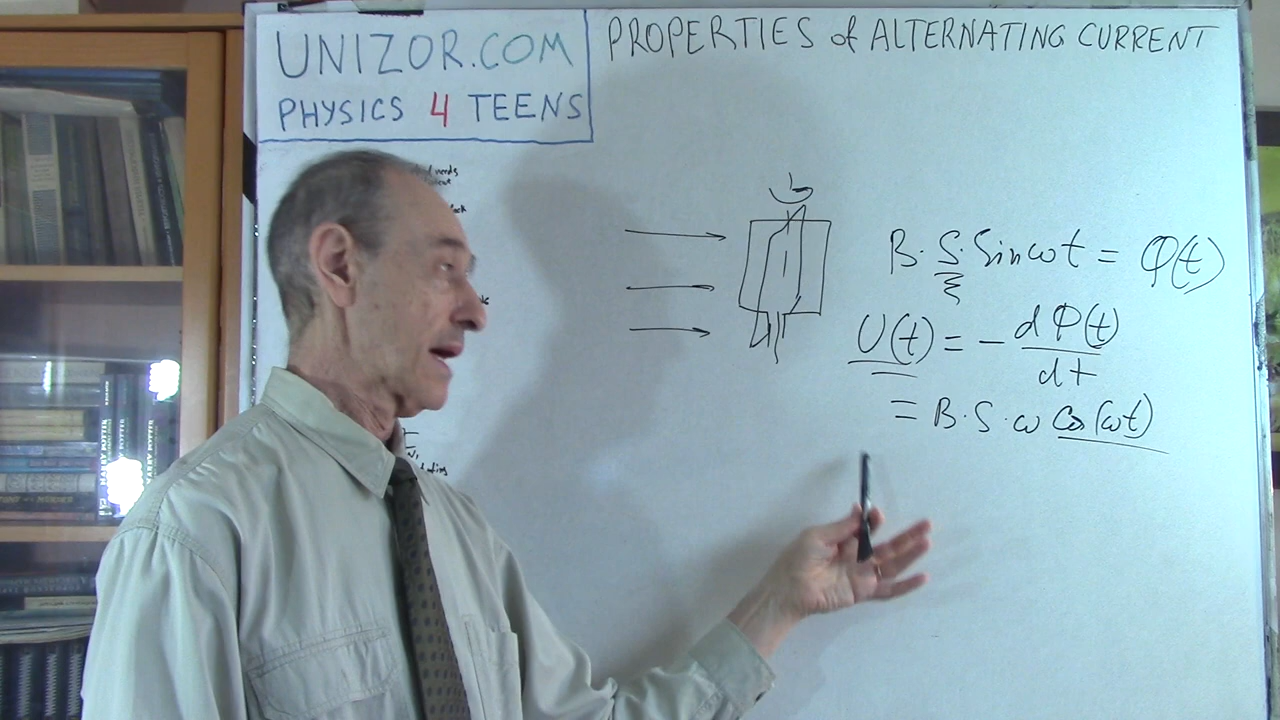 UNIZOR.COM
PHYSICS 4 TEENS
PROPERTIES of ALTERNATING CURRENT
B·S·Sinωt = Φ(t)
U(t) = - dΦ(t)
dt
= B·S·ω Cos(ωt)